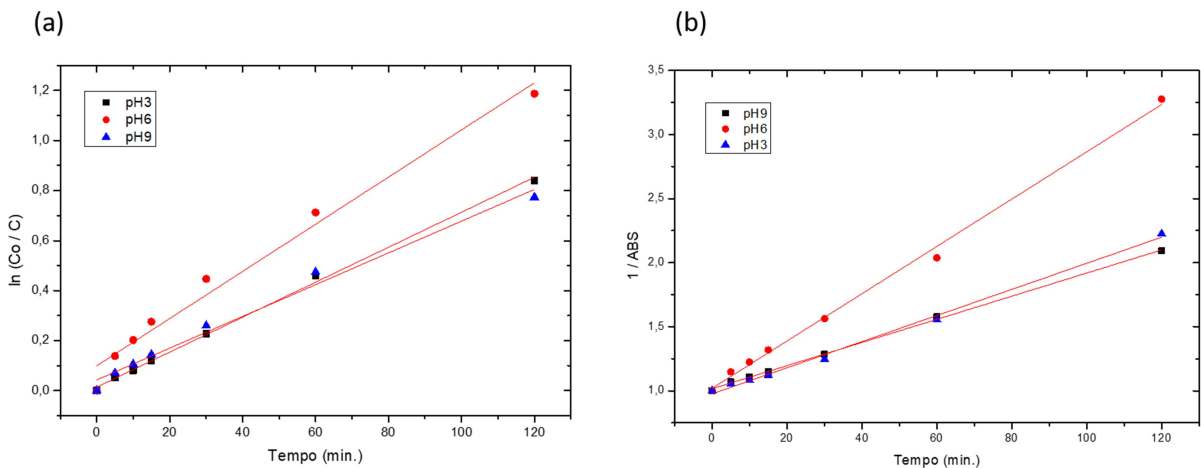 (a)
ln (Co / C)
1,2
1,0
0,8
0,6
0,4
0,2
0,0
pH3
pH6
pH9
0 20 40 60 80 100 120
Tempo (min.)
(b)
1 / ABS
3,5
3,0
2,5
2,0
1,5
1,0
pH9
pH6
pH3
0 20 40 60 80 100 120
Tempo (min.)